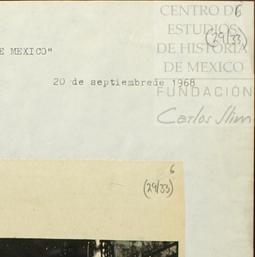 CENTRO DE
ESTUDIOS
DE HISTORIA
DE MEXICO
FUNDACIÓN
Carlos Slim
6
(29/33)
E MEXICO"
20 de septiembrede 1968
6
(29/33)